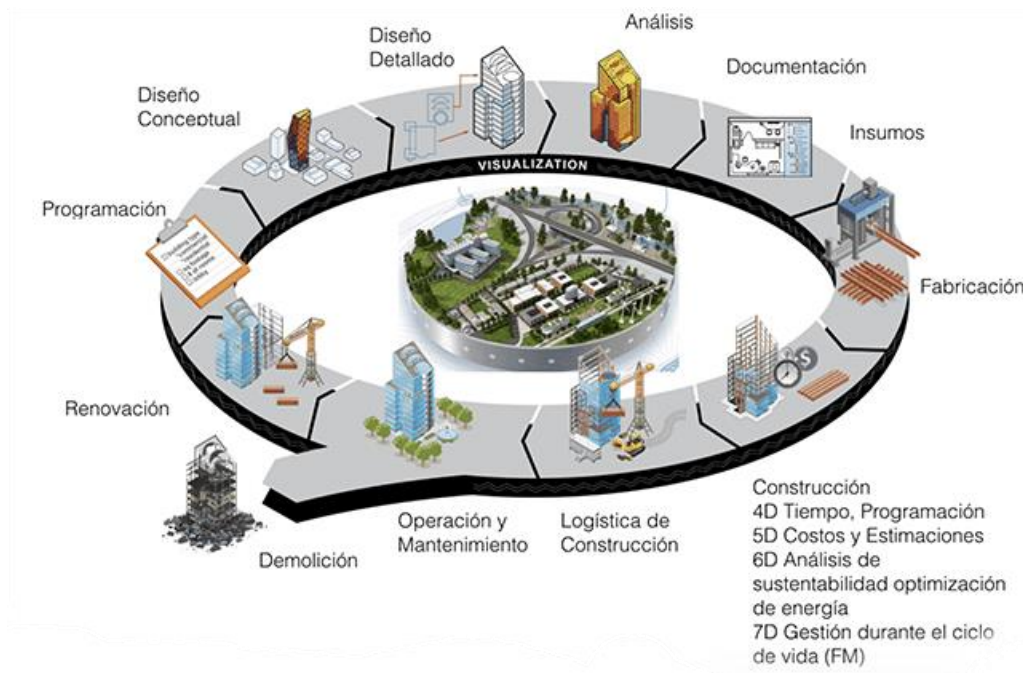 Análisis
Diseño
Detallado
Documentación
Diseño
Conceptual
Insumos
VISUALIZATION
Programación
building type
Fabricación
Renovación
Construcción
4D Tiempo, Programación
5D Costos y Estimaciones
6D Análisis de
sustentabilidad optimización
de energía
7D Gestión durante el ciclo
de vida (FM)
Operación y
Mantenimiento
Logística de
Construcción
Demolición